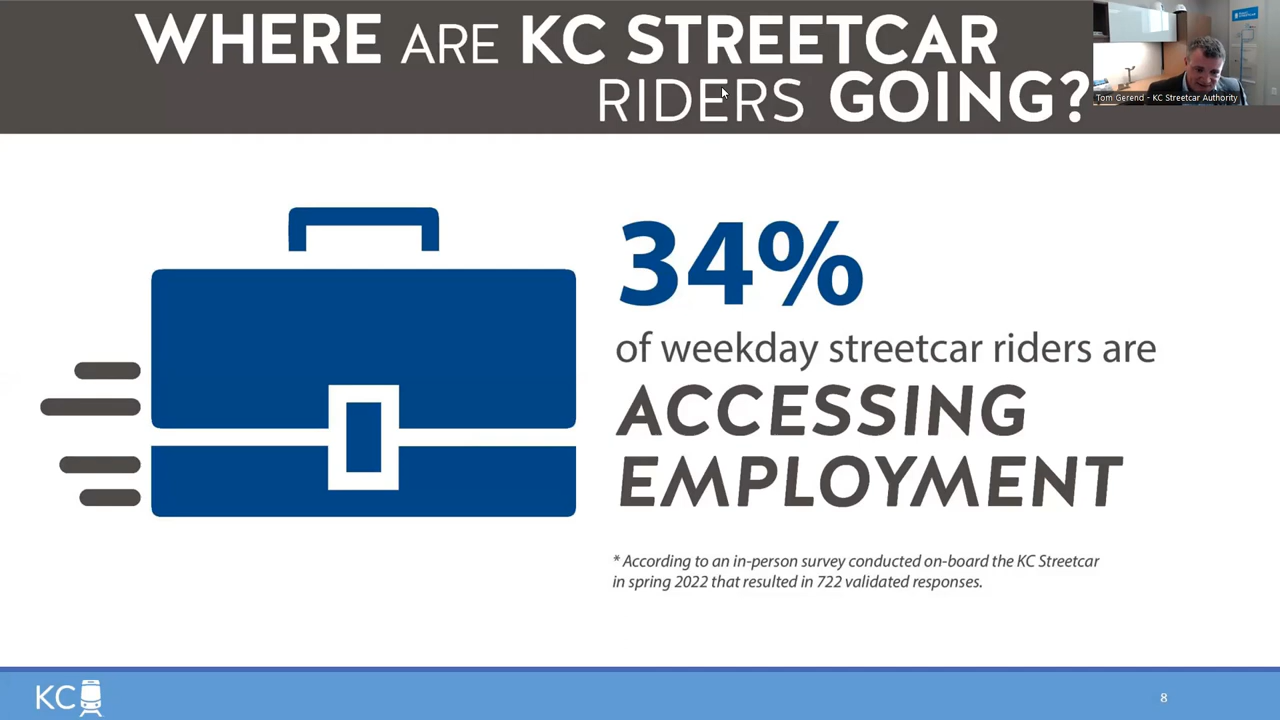 WHERE ARE KC STREETCAR
RIDERS GOING?
Tom Gerend - KC Streetcar Authority
34%
of weekday streetcar riders are
ACCESSING
EMPLOYMENT
* According to an in-person survey conducted on-board the KC Streetcar
in spring 2022 that resulted in 722 validated responses.
KC
8